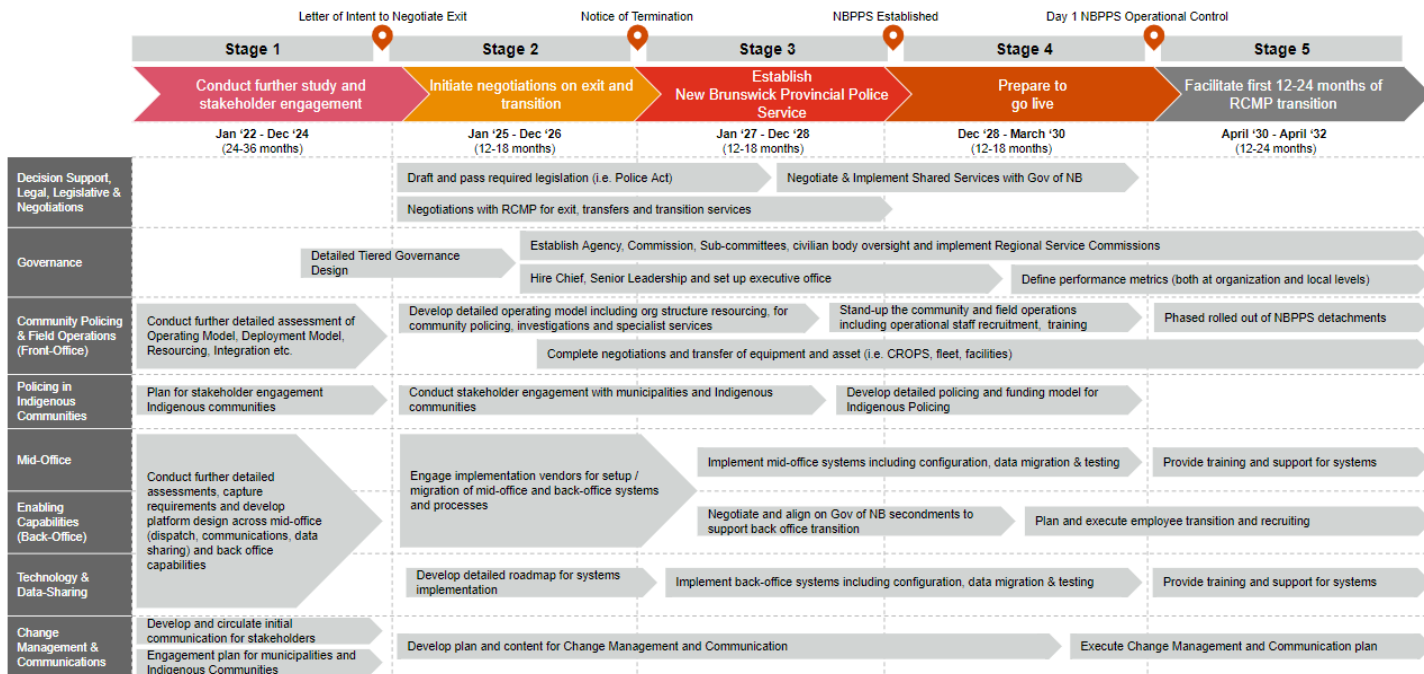 Letter of Intent to Negotiate Exit
Notice of Termination
NBPPS Established
Day 1 NBPPS Operational Control
Stage 1
Stage 2
Stage 3
Stage 4
Stage 5
Conduct further study and
stakeholder engagement
Initiate negotiations on exit and
transition
Establish
New Brunswick Provincial Police
Service
Prepare to
go live
Facilitate first 12-24 months of
RCMP transition
Jan ‘22 - Dec ‘24
(24-36 months)
Jan ‘25 - Dec ‘26
(12-18 months)
Jan ‘27 - Dec ‘28
(12-18 months)
Dec ‘28 - March ‘30
(12-18 months)
April ‘30 - April ‘32
(12-24 months)
Decision Support,
Legal, Legislative &
Negotiations
Draft and pass required legislation (i.e. Police Act)
Negotiate & Implement Shared Services with Gov of NB
Negotiations with RCMP for exit, transfers and transition services
Governance
Detailed Tiered Governance
Design
Establish Agency, Commission, Sub-committees, civilian body oversight and implement Regional Service Commissions
Hire Chief, Senior Leadership and set up executive office
Define performance metrics (both at organization and local levels)
Community Policing
& Field Operations
(Front-Office)
Conduct further detailed assessment of
Operating Model, Deployment Model,
Resourcing, Integration etc.
Develop detailed operating model including org structure resourcing, for
community policing, investigations and specialist services
Stand-up the community and field operations
including operational staff recruitment, training
Phased rolled out of NBPPS detachments
Complete negotiations and transfer of equipment and asset (i.e. CROPS, fleet, facilities)
Policing in
Indigenous
Communities
Plan for stakeholder engagement
Indigenous communities
Conduct stakeholder engagement with municipalities and Indigenous
communities
Develop detailed policing and funding model for
Indigenous Policing
Mid-Office
Conduct further detailed
assessments, capture
requirements and develop
platform design across mid-office
(dispatch, communications, data
sharing) and back office
capabilities
Engage implementation vendors for setup /
migration of mid-office and back-office systems
and processes
Implement mid-office systems including configuration, data migration & testing
Provide training and support for systems
Enabling
Capabilities
(Back-Office)
Negotiate and align on Gov of NB secondments to
support back office transition
Plan and execute employee transition and recruiting
Technology &
Data-Sharing
Develop detailed roadmap for systems
implementation
Implement back-office systems including configuration, data migration & testing
Provide training and support for systems
Change
Management &
Communications
Develop and circulate initial
communication for stakeholders
Engagement plan for municipalities and
Indigenous Communities
Develop plan and content for Change Management and Communication
Execute Change Management and Communication plan